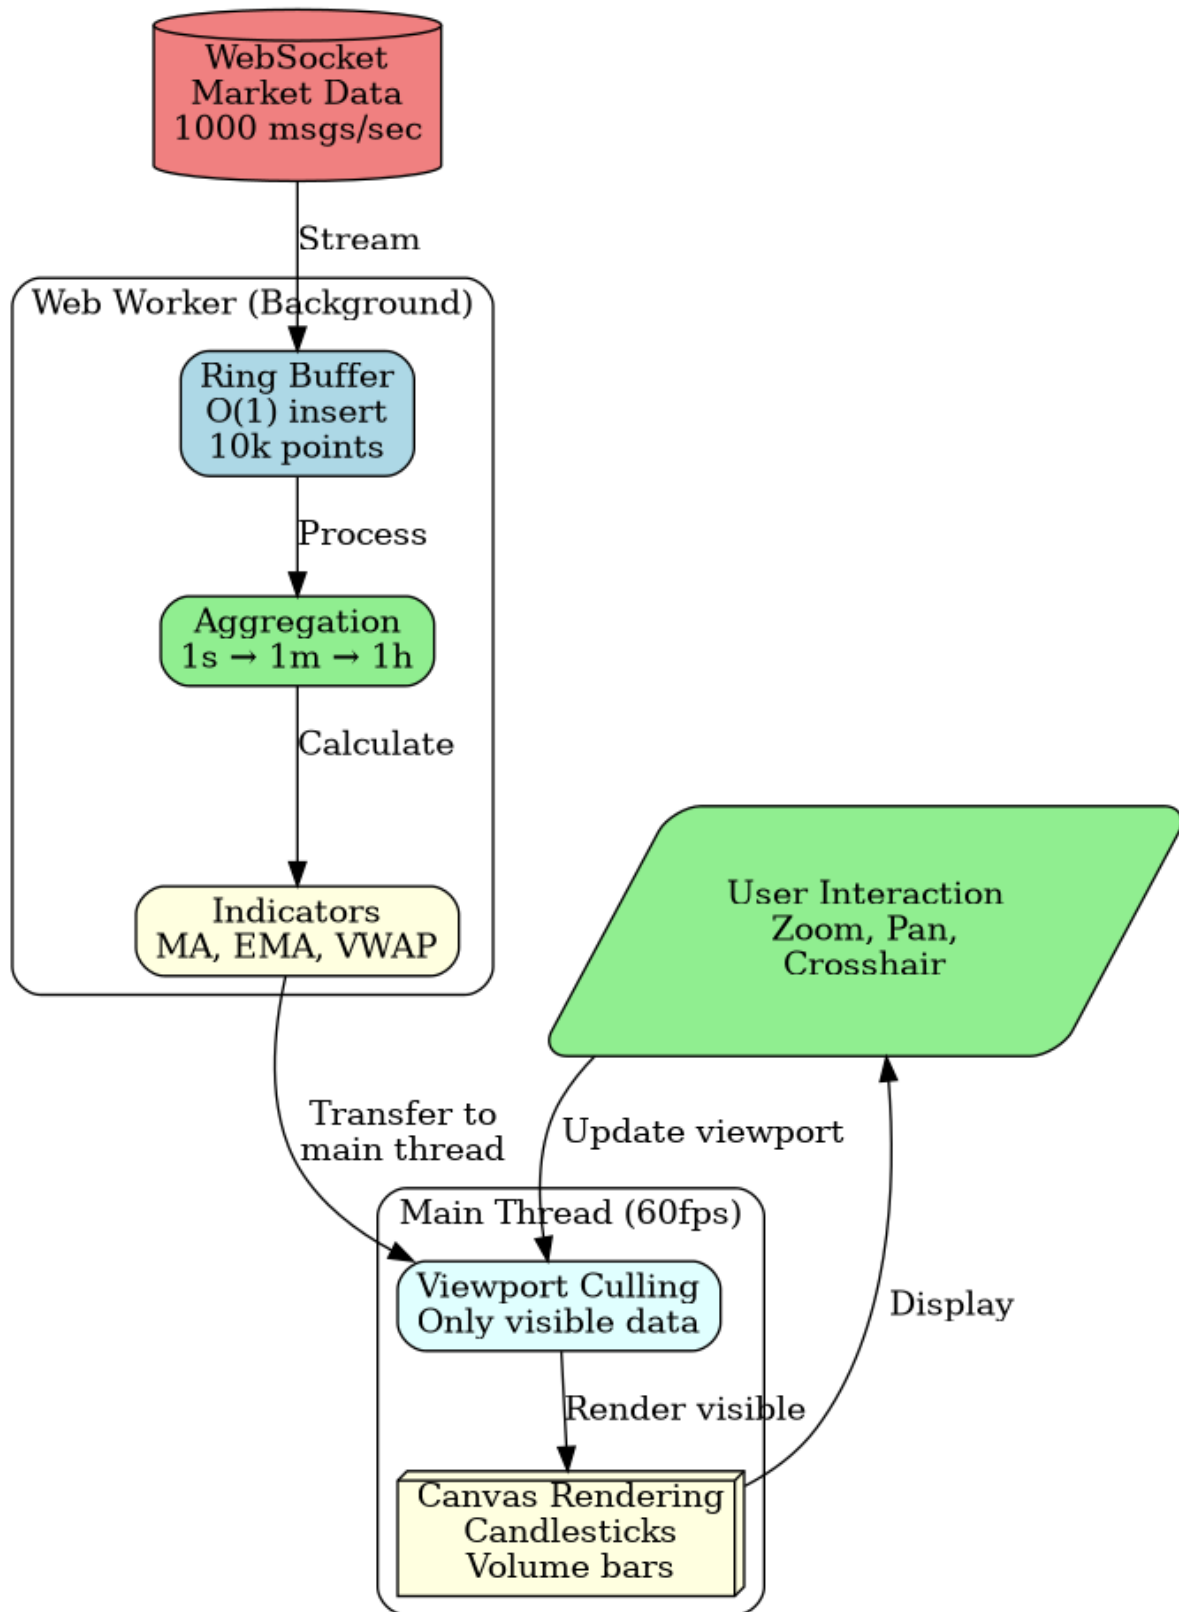 WebSocket
Market Data
1000 msgs/sec
Stream
Web Worker (Background)
Ring Buffer
O(1) insert
10k points
Process
Aggregation
1s → 1m → 1h
Calculate
Indicators
MA, EMA, VWAP
User Interaction
Zoom, Pan,
Crosshair
Transfer to
main thread
Update viewport
Main Thread (60fps)
Viewport Culling
Only visible data
Display
Render visible
Canvas Rendering
Candlesticks
Volume bars